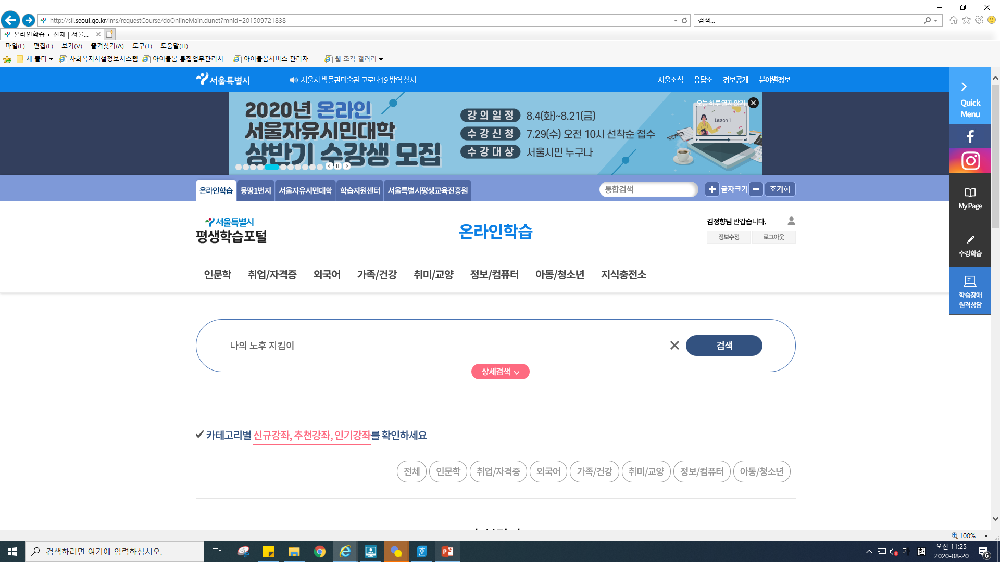 http://sll.seoul.go.kr/lms/requestCourse/doOnlineMain.dunet?mnid=201509721838
검색...
온라인학습 > 전체 | 서울...
파일(F) 편집(E) 보기(V) 즐겨찾기(A) 도구(T) 도움말(H)
새 폴더 사회복지시설정보시스템 아이돌봄 통합업무관리시... 아이돌봄서비스 관리자 ... 웹 조각 갤러리
서울특별시 서울시 박물관미술관 코로나19 방역 실시 서울소식 응답소 정보공개 분야별정보
2020년 온라인
서울자유시민대학
상반기 수강생 모집
강의일정 8.4(화)~8.21(금)
수강신청 7.29(수) 오전 10시 선착순 접수
수강대상 서울시민 누구나
오늘 하루 열지 않기
Lesson 1
Quick
Menu
온라인학습 몽땅1번지 서울자유시민대학 학습지원센터 서울특별시평생교육진흥원
통합검색 글자크기 초기화
My Page
서울특별시
평생학습포털
온라인학습
김정향님 반갑습니다.
정보수정 로그아웃
수강학습
인문학 취업/자격증 외국어 가족/건강 취미/교양 정보/컴퓨터 아동/청소년 지식충전소
학습장애
원격상담
나의 노후 지킴이 검색
상세검색
카테고리별 신규강좌, 추천강좌, 인기강좌를 확인하세요
전체 인문학 취업/자격증 외국어 가족/건강 취미/교양 정보/컴퓨터 아동/청소년
100%
검색하려면 여기에 입력하십시오.
가 한
오전 11:25
2020-08-20
6